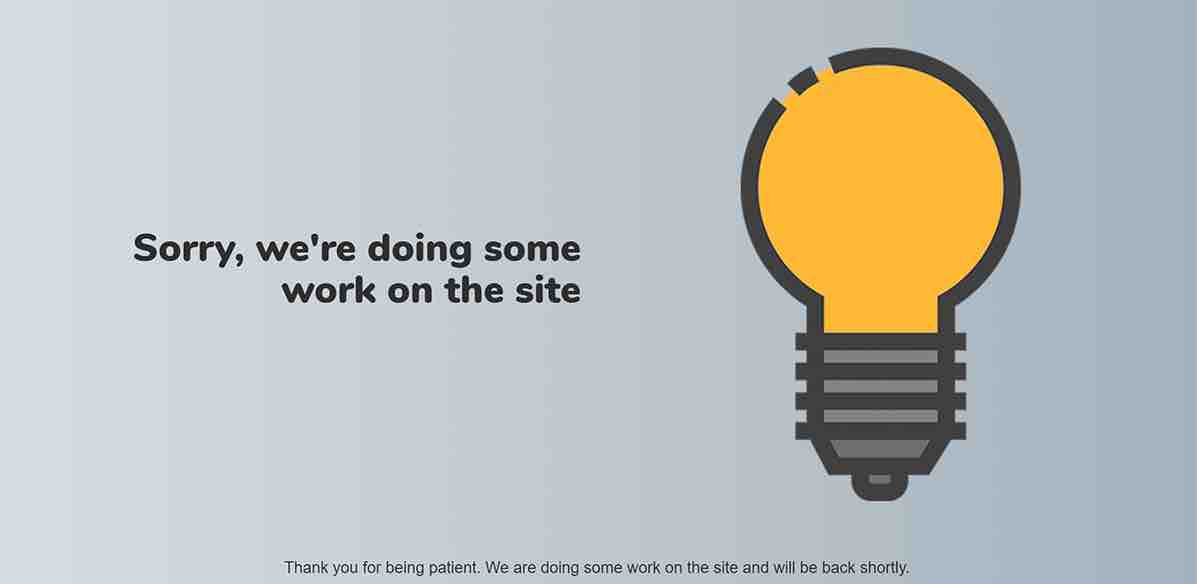 Sorry, we're doing some
work on the site
Thank you for being patient. We are doing some work on the site and will be back shortly.